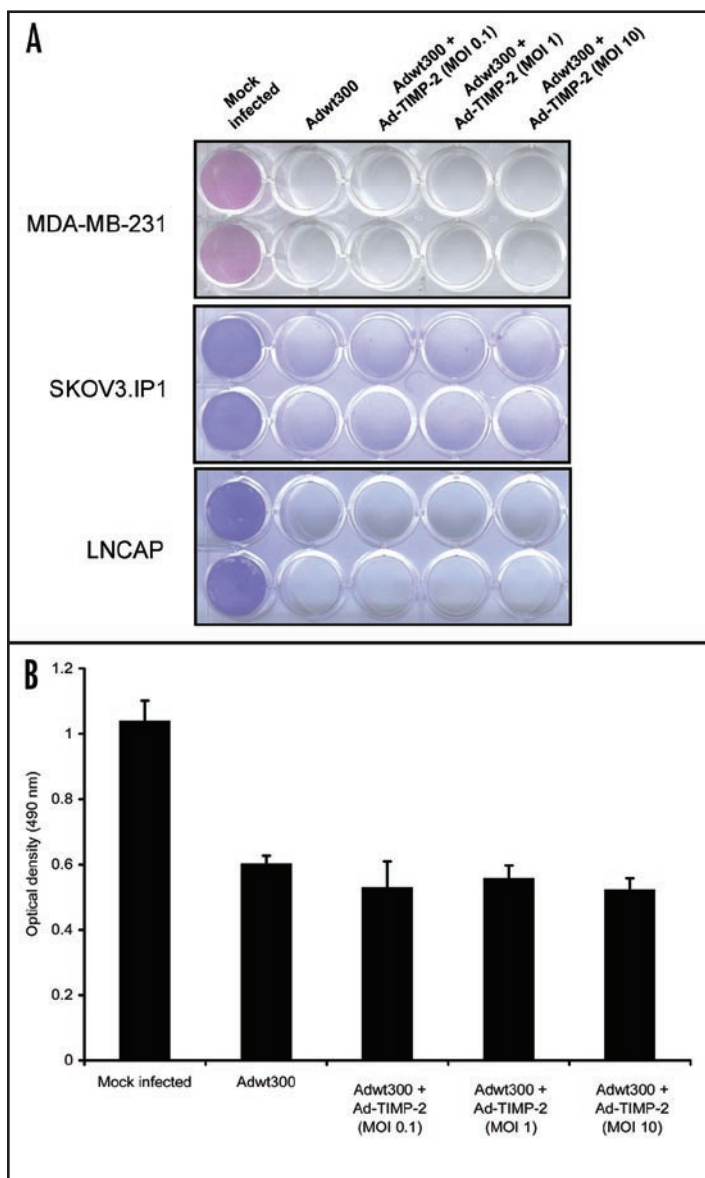 A
Mock
infected
Adwt300
Adwt300 +
Ad-TIMP-2 (MOI 0.1)
Adwt300 +
Ad-TIMP-2 (MOI 1)
Adwt300 +
Ad-TIMP-2 (MOI 10)
MDA-MB-231
SKOV3.IP1
LNCAP
B
1.2
1
0.8
0.6
0.4
0.2
0
Optical density (490 nm)
Mock infected
Adwt300
Adwt300 +
Ad-TIMP-2
(MOI 0.1)
Adwt300 +
Ad-TIMP-2
(MOI 1)
Adwt300 +
Ad-TIMP-2
(MOI 10)